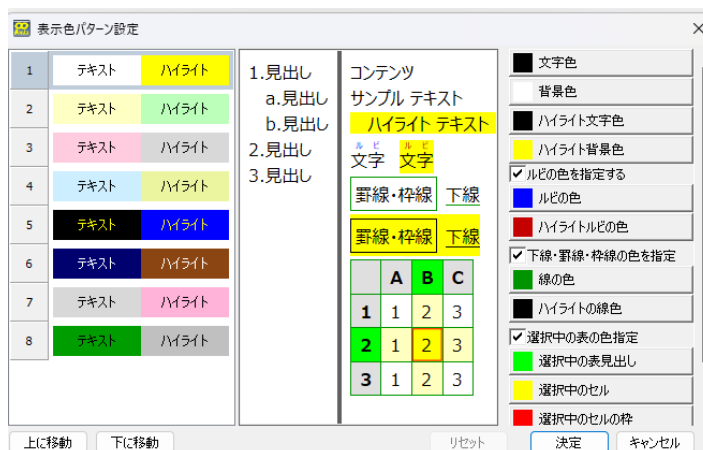 表示色パターン設定
1 テキスト ハイライト
2 テキスト ハイライト
3 テキスト ハイライト
4 テキスト ハイライト
5 テキスト ハイライト
6 テキスト ハイライト
7 テキスト ハイライト
8 テキスト ハイライト
上に移動 下に移動
1.見出し
a.見出し
b.見出し
2.見出し
3.見出し
コンテンツ
サンプル テキスト
ハイライト テキスト
ルビ ルビ
文字 文字
罫線・枠線 下線
罫線・枠線 下線
A B C
1 1 2 3
2 1 2 3
3 1 2 3
文字色
背景色
ハイライト文字色
ハイライト背景色
ルビの色を指定する
ルビの色
ハイライトルビの色
下線・罫線・枠線の色を指定
線の色
ハイライトの線色
選択中の表の色指定
選択中の表見出し
選択中のセル
選択中のセルの枠
リセット 決定 キャンセル